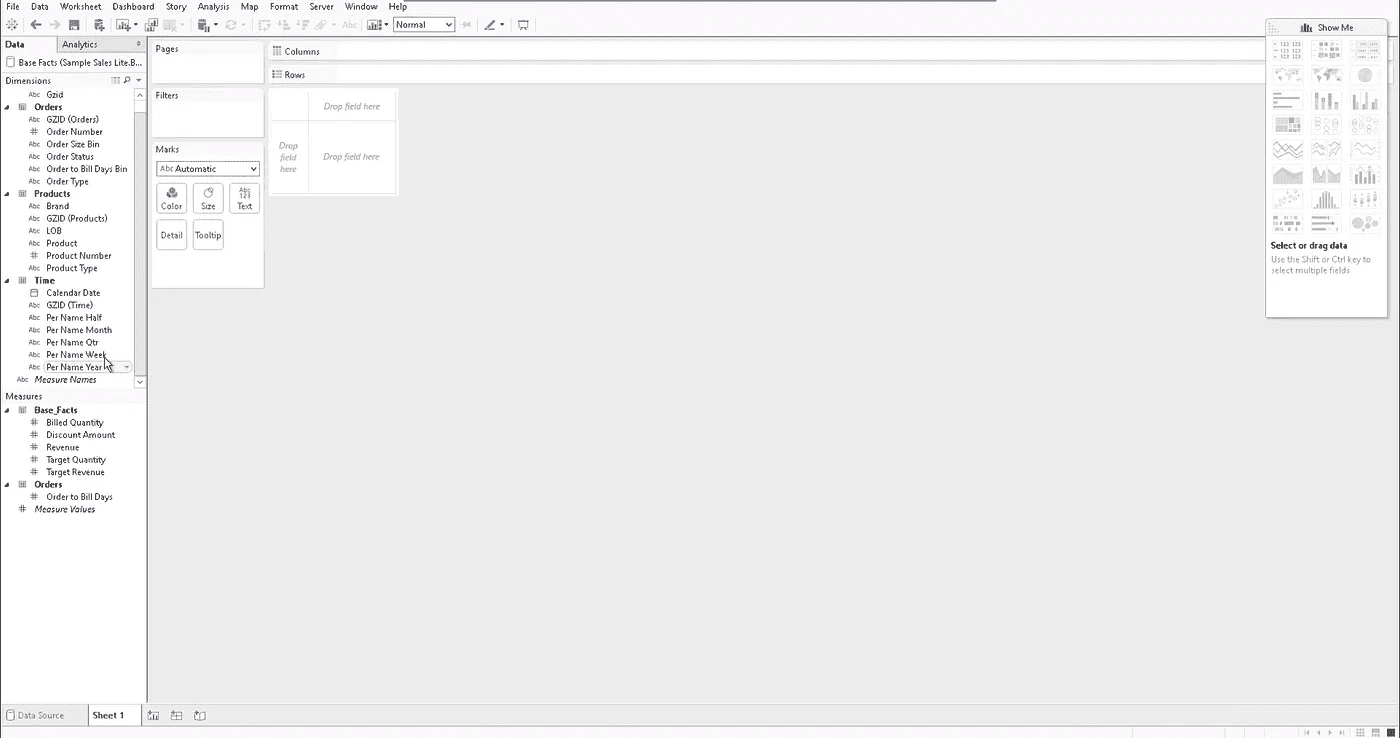 File Data Worksheet Dashboard Story Analysis Map Format Server Window Help
Abc Normal
Data Analytics
Base Facts (Sample Sales Lite.B...
Dimensions
Abc Gzid
Orders
Abc GZID (Orders)
# Order Number
Abc Order Size Bin
Abc Order Status
Abc Order to Bill Days Bin
Abc Order Type
Products
Abc Brand
Abc GZID (Products)
Abc LOB
Abc Product
# Product Number
Abc Product Type
Time
Calendar Date
Abc GZID (Time)
Abc Per Name Half
Abc Per Name Month
Abc Per Name Qtr
Abc Per Name Week
Abc Per Name Year
Abc Measure Names
Measures
Base_Facts
# Billed Quantity
# Discount Amount
# Revenue
# Target Quantity
# Target Revenue
Orders
# Order to Bill Days
# Measure Values
Pages
Filters
Marks
Abc Automatic
Color Size Abc 123 Text
Detail Tooltip
Columns
Rows
Drop field here
Drop
field
here
Drop field here
Show Me
Select or drag data
Use the Shift or Ctrl key to
select multiple fields
Data Source Sheet 1